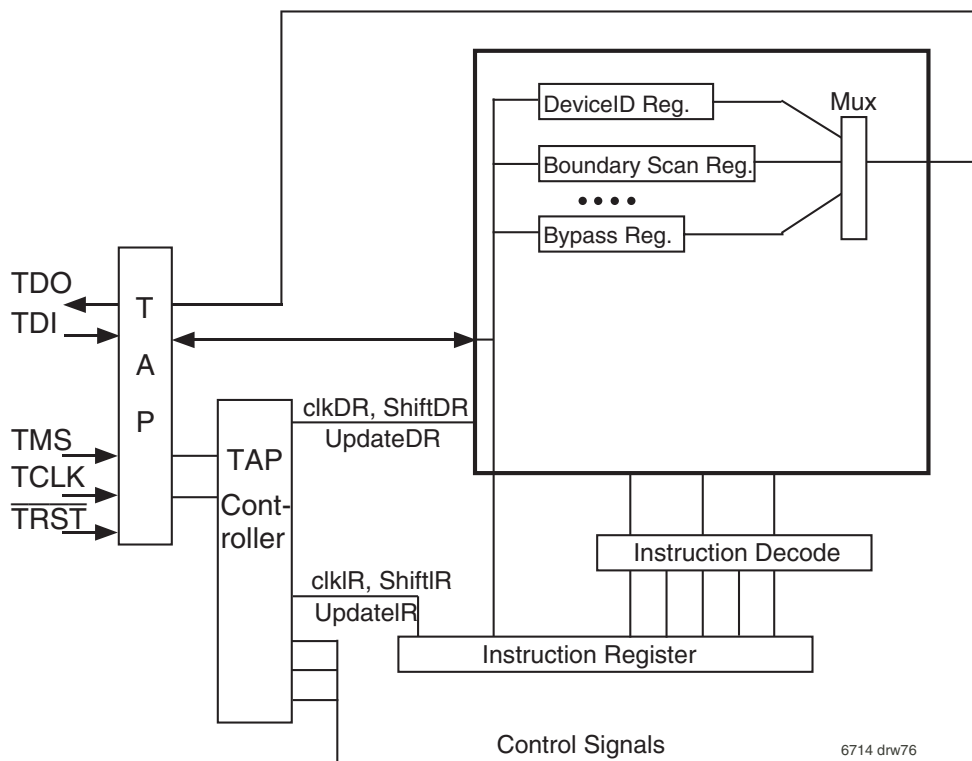 DeviceID Reg.
Mux
Boundary Scan Reg.
Bypass Reg.
TDO
TDI
T
A
P
TMS
TCLK
TRST
clkDR, ShiftDR
UpdateDR
TAP
Cont-
roller
Instruction Decode
clkIR, ShiftIR
UpdateIR
Instruction Register
Control Signals
6714 drw76